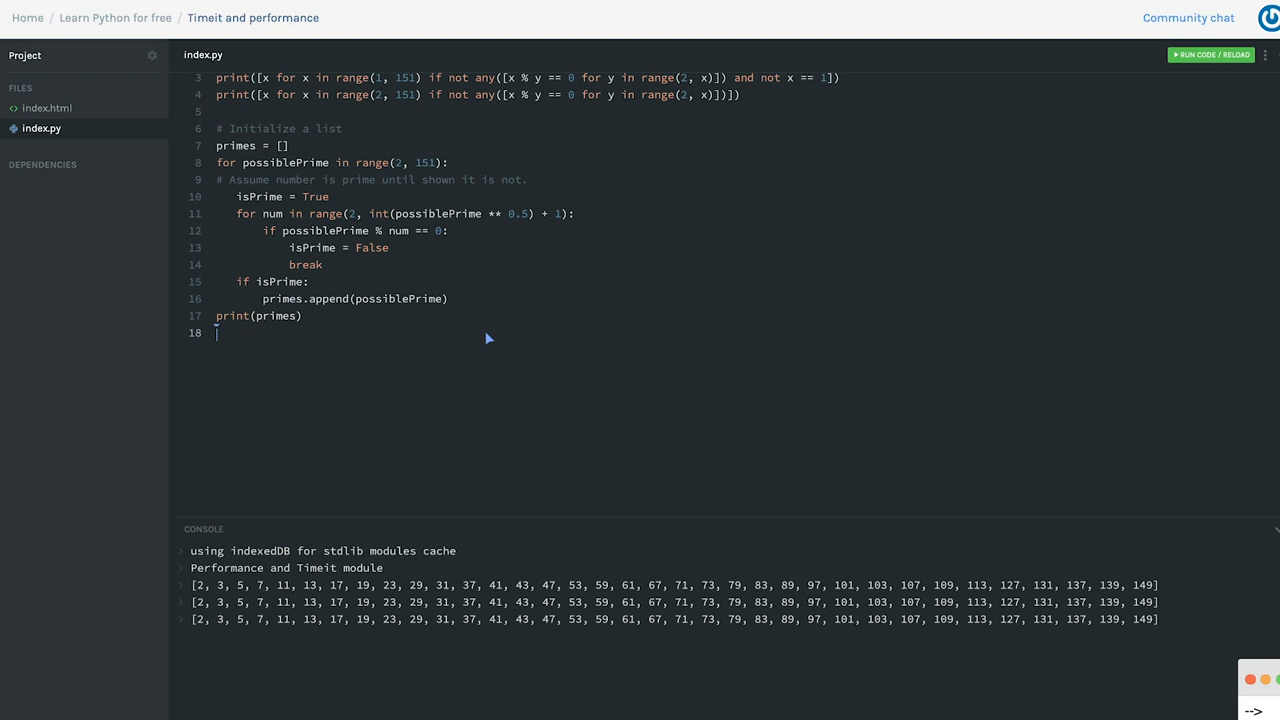 Home / Learn Python for free / Timeit and performance
Community chat
Project
index.py
RUN CODE / RELOAD
FILES
<> index.html
index.py
DEPENDENCIES
3 print([x for x in range(1, 151) if not any([x % y == 0 for y in range(2, x)]) and not x == 1])
4 print([x for x in range(2, 151) if not any([x % y == 0 for y in range(2, x)])])
5
6 # Initialize a list
7 primes = []
8 for possiblePrime in range(2, 151):
9 # Assume number is prime until shown it is not.
10 isPrime = True
11 for num in range(2, int(possiblePrime ** 0.5) + 1):
12 if possiblePrime % num == 0:
13 isPrime = False
14 break
15 if isPrime:
16 primes.append(possiblePrime)
17 print(primes)
18
CONSOLE
> using indexedDB for stdlib modules cache
> Performance and Timeit module
> [2, 3, 5, 7, 11, 13, 17, 19, 23, 29, 31, 37, 41, 43, 47, 53, 59, 61, 67, 71, 73, 79, 83, 89, 97, 101, 103, 107, 109, 113, 127, 131, 137, 139, 149]
> [2, 3, 5, 7, 11, 13, 17, 19, 23, 29, 31, 37, 41, 43, 47, 53, 59, 61, 67, 71, 73, 79, 83, 89, 97, 101, 103, 107, 109, 113, 127, 131, 137, 139, 149]
> [2, 3, 5, 7, 11, 13, 17, 19, 23, 29, 31, 37, 41, 43, 47, 53, 59, 61, 67, 71, 73, 79, 83, 89, 97, 101, 103, 107, 109, 113, 127, 131, 137, 139, 149]
-->